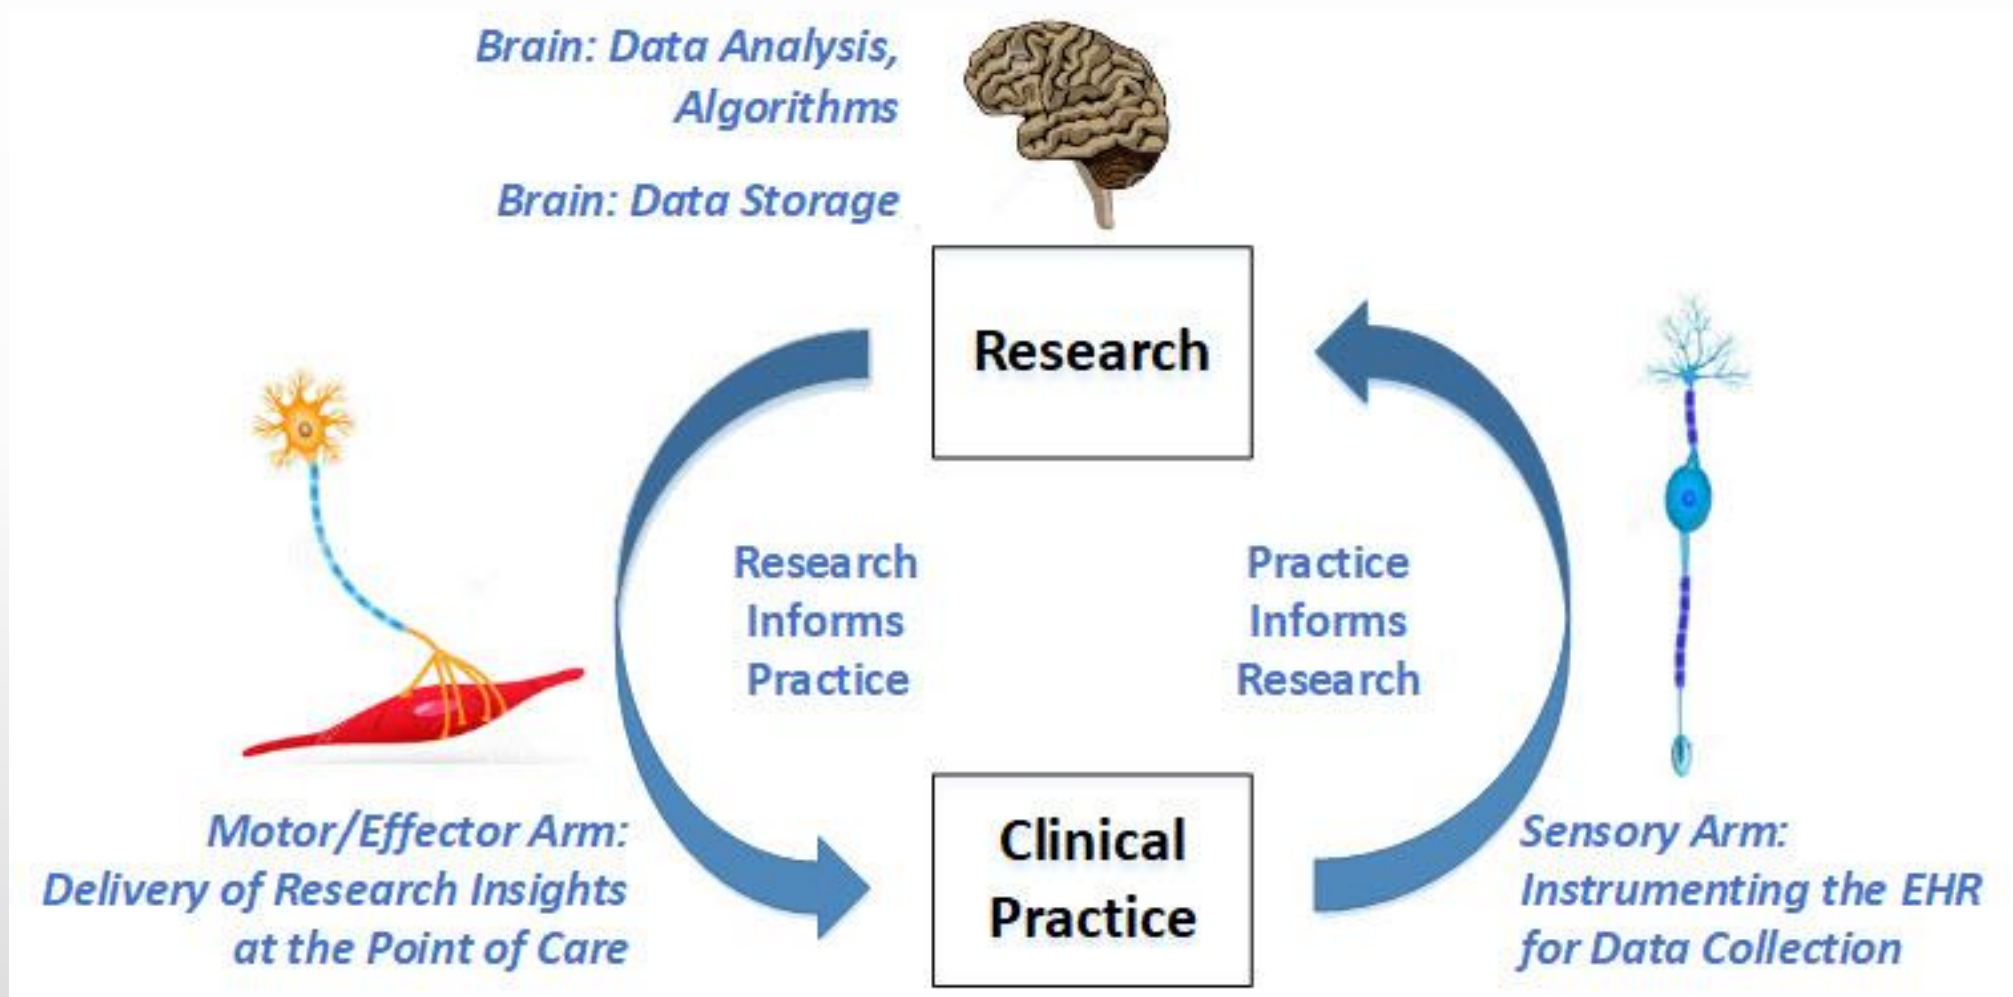 Brain: Data Analysis,
Algorithms
Brain: Data Storage
Research
Research
Informs
Practice
Practice
Informs
Research
Motor/Effector Arm:
Delivery of Research Insights
at the Point of Care
Clinical
Practice
Sensory Arm:
Instrumenting the EHR
for Data Collection